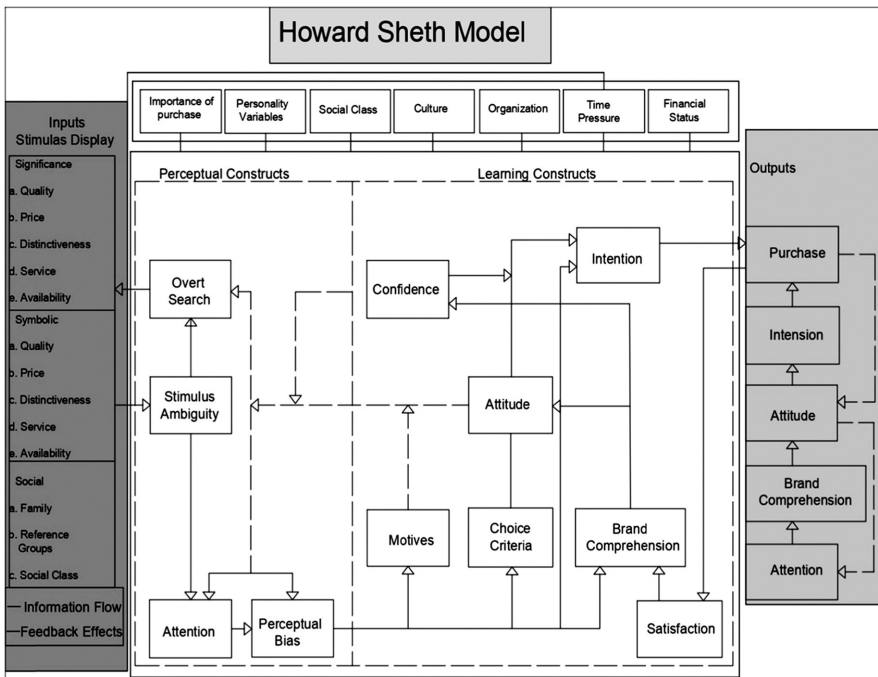 Howard Sheth Model
Importance of
purchase
Personality
Variables
Social Class
Culture
Organization
Time
Pressure
Financial
Status
Inputs
Stimulas Display
Significance
a. Quality
b. Price
c. Distinctiveness
d. Service
e. Availability
Symbolic
a. Quality
b. Price
c. Distinctiveness
d. Service
e. Availability
Social
a. Family
b. Reference
Groups
c. Social Class
Information Flow
Feedback Effects
Perceptual Constructs
Overt
Search
Stimulus
Ambiguity
Attention
Perceptual
Bias
Learning Constructs
Confidence
Intention
Attitude
Motives
Choice
Criteria
Brand
Comprehension
Satisfaction
Outputs
Purchase
Intension
Attitude
Brand
Comprehension
Attention